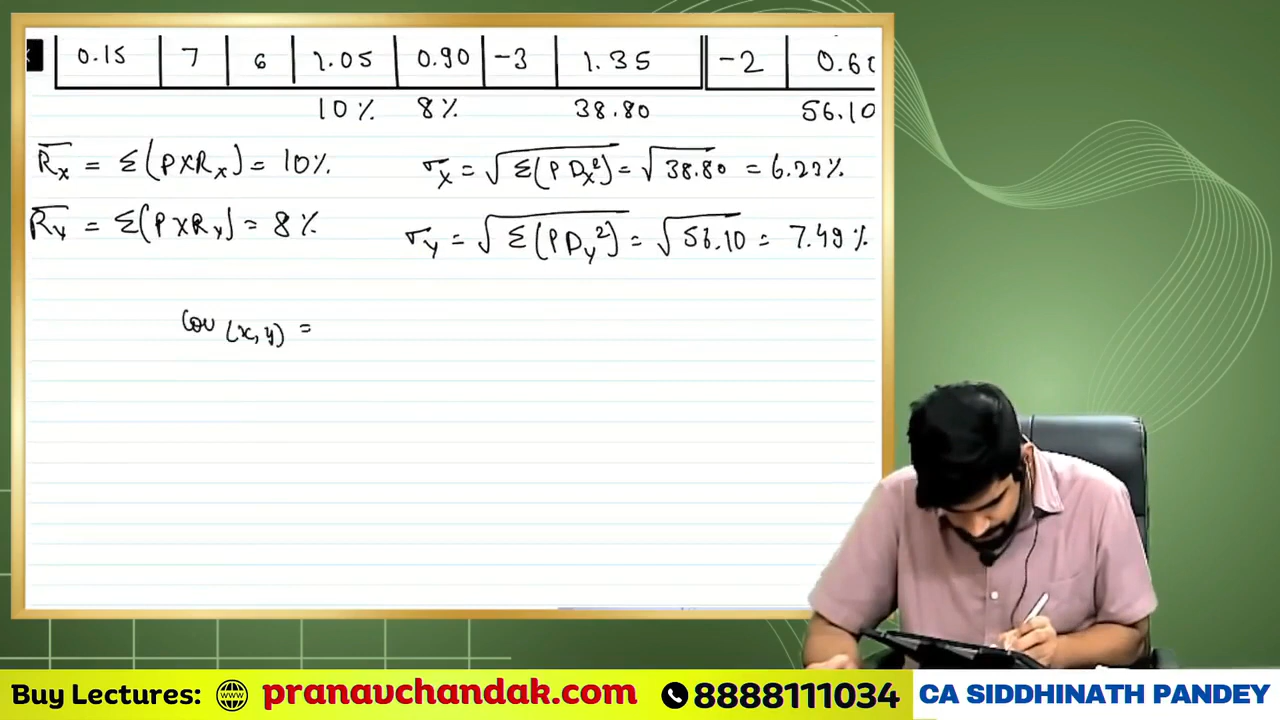 0.15 7 6 1.05 0.90 -3 1.35 -2 0.60
10% 8% 38.80 56.10
R̅x = Σ(P×Rx) = 10%
σx = √Σ(PDx²) = √38.80 = 6.23%
R̅y = Σ(P×Ry) = 8%
σy = √Σ(PDy²) = √56.10 = 7.49%
Cov (x,y) =
Buy Lectures: www pranavchandak.com 8888111034 CA SIDDHINATH PANDEY